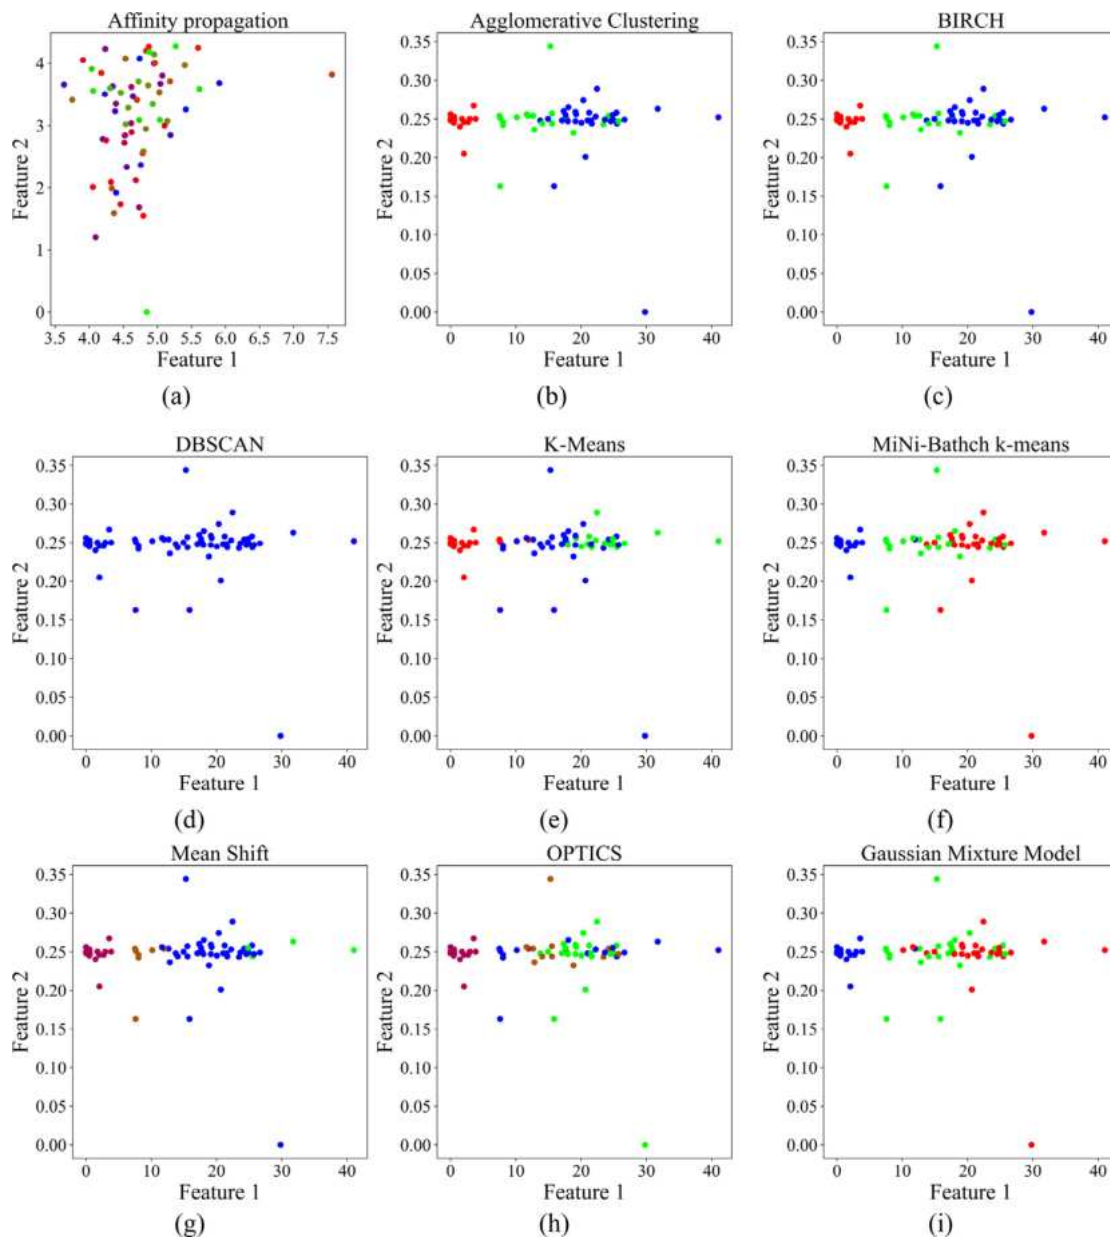 Affinity propagation
Agglomerative Clustering
BIRCH
Feature 2
4
3
2
1
0
3.5 4.0 4.5 5.0 5.5 6.0 6.5 7.0 7.5
Feature 1
(a)
Feature 2
0.35
0.30
0.25
0.20
0.15
0.10
0.05
0.00
0 10 20 30 40
Feature 1
(b)
Feature 2
0.35
0.30
0.25
0.20
0.15
0.10
0.05
0.00
0 10 20 30 40
Feature 1
(c)
DBSCAN
K-Means
MiNi-Bathch k-means
Feature 2
0.35
0.30
0.25
0.20
0.15
0.10
0.05
0.00
0 10 20 30 40
Feature 1
(d)
Feature 2
0.35
0.30
0.25
0.20
0.15
0.10
0.05
0.00
0 10 20 30 40
Feature 1
(e)
Feature 2
0.35
0.30
0.25
0.20
0.15
0.10
0.05
0.00
0 10 20 30 40
Feature 1
(f)
Mean Shift
OPTICS
Gaussian Mixture Model
Feature 2
0.35
0.30
0.25
0.20
0.15
0.10
0.05
0.00
0 10 20 30 40
Feature 1
(g)
Feature 2
0.35
0.30
0.25
0.20
0.15
0.10
0.05
0.00
0 10 20 30 40
Feature 1
(h)
Feature 2
0.35
0.30
0.25
0.20
0.15
0.10
0.05
0.00
0 10 20 30 40
Feature 1
(i)